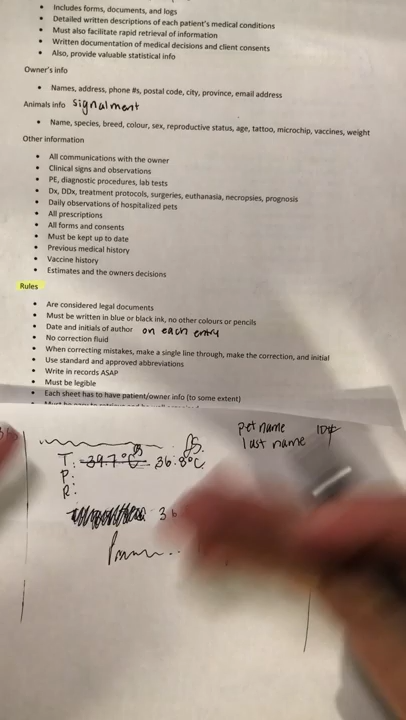 • Includes forms, documents, and logs
• Detailed written descriptions of each patient's medical conditions
• Must also facilitate rapid retrieval of information
• Written documentation of medical decisions and client consents
• Also, provide valuable statistical info
Owner's info
• Names, address, phone #s, postal code, city, province, email address
Animals info signalment
• Name, species, breed, colour, sex, reproductive status, age, tattoo, microchip, vaccines, weight
Other information
• All communications with the owner
• Clinical signs and observations
• PE, diagnostic procedures, lab tests
• Dx, DDx, treatment protocols, surgeries, euthanasia, necropsies, prognosis
• Daily observations of hospitalized pets
• All prescriptions
• All forms and consents
• Must be kept up to date
• Previous medical history
• Vaccine history
• Estimates and the owners decisions
Rules
• Are considered legal documents
• Must be written in blue or black ink, no other colours or pencils
• Date and initials of author on each entry
• No correction fluid
• When correcting mistakes, make a single line through, make the correction, and initial
• Use standard and approved abbreviations
• Write in records ASAP
• Must be legible
• Each sheet has to have patient/owner info (to some extent)
pet name ID#
last name
T: 39.7°C 36.8°C
P:
R:
36